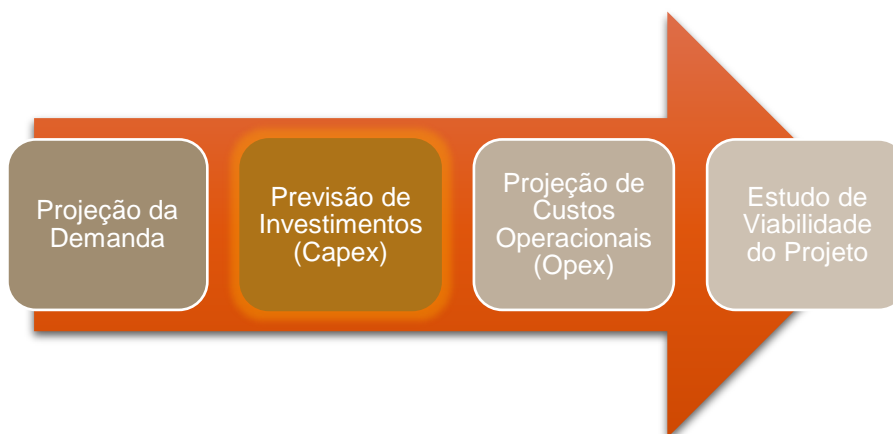 Projeção da
Demanda
Previsão de
Investimentos
(Capex)
Projeção de
Custos
Operacionais
(Opex)
Estudo de
Viabilidade
do Projeto